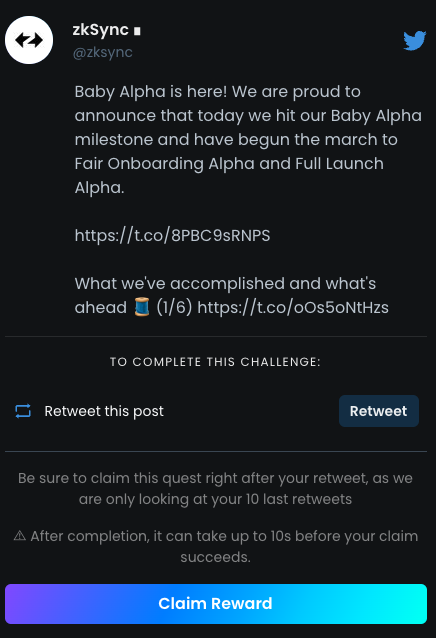 zkSync ∎
@zksync
Baby Alpha is here! We are proud to
announce that today we hit our Baby Alpha
milestone and have begun the march to
Fair Onboarding Alpha and Full Launch
Alpha.
https://t.co/8PBC9sRNPS
What we've accomplished and what's
ahead 🧵 (1/6) https://t.co/oOs5oNtHzs
TO COMPLETE THIS CHALLENGE:
Retweet this post
Retweet
Be sure to claim this quest right after your retweet, as we
are only looking at your 10 last retweets
⚠ After completion, it can take up to 10s before your claim
succeeds.
Claim Reward